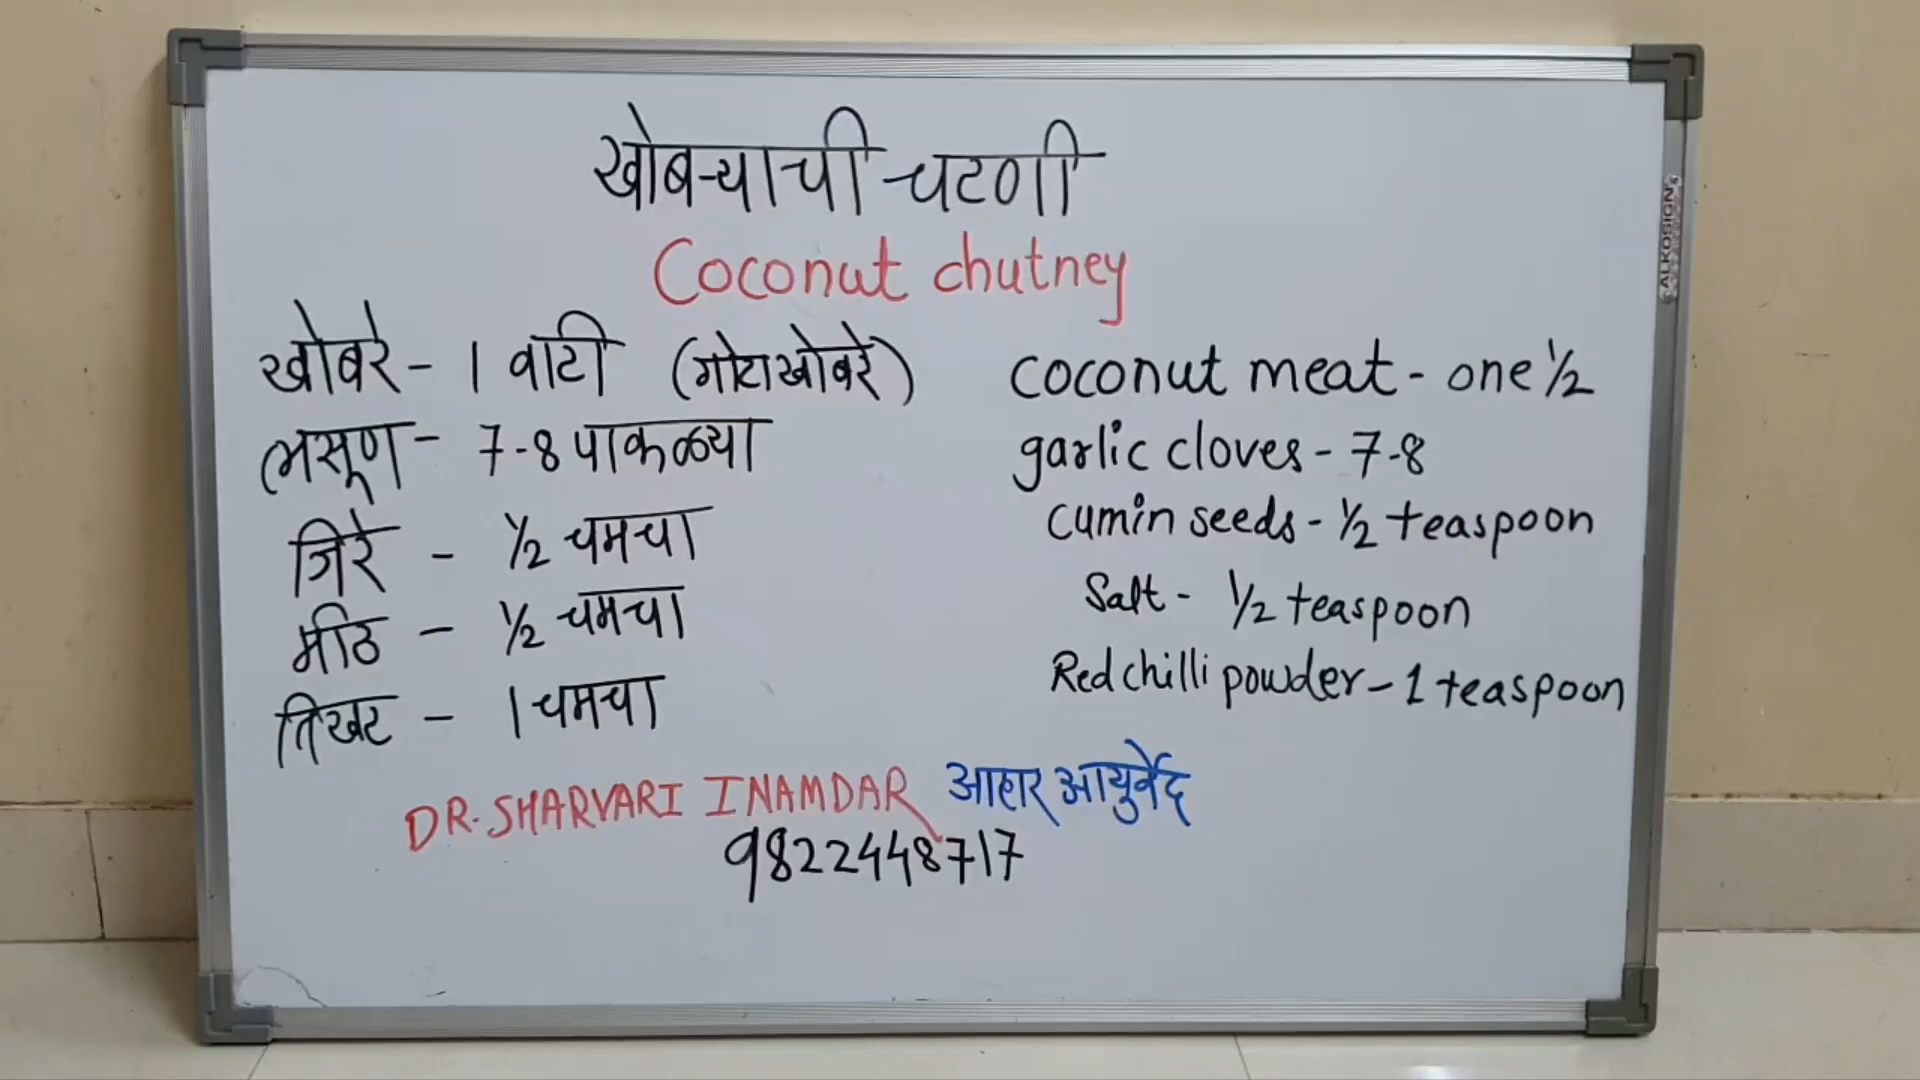 खोबऱ्याची चटणी
Coconut chutney
खोबरे - 1 वाटी (गोटाखोबरे)
लसूण - 7-8 पाकळ्या
जिरे - 1/2 चमचा
मीठ - 1/2 चमचा
तिखट - 1 चमचा
coconut meat - one 1/2
garlic cloves - 7-8
cumin seeds - 1/2 teaspoon
Salt - 1/2 teaspoon
Red chilli powder - 1 teaspoon
DR. SHARVARI INAMDAR आहार आयुर्वेद
9822448717
ALKOSIGN